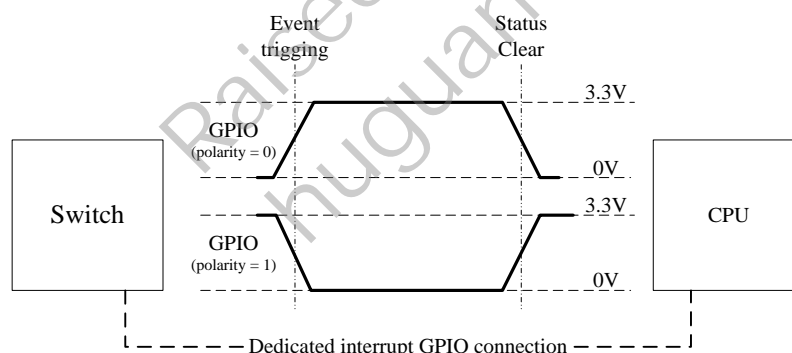 Event
trigging
Status
Clear
3.3V
GPIO
(polarity = 0)
0V
Switch
3.3V
CPU
GPIO
(polarity = 1)
0V
Dedicated interrupt GPIO connection
huguan